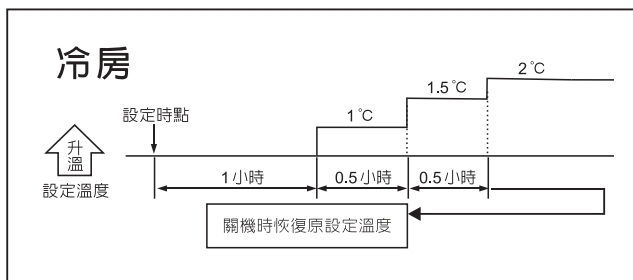 冷房
2℃
1.5℃
1℃
設定時點
升溫
設定溫度
1小時
0.5小時
0.5小時
關機時恢復原設定溫度